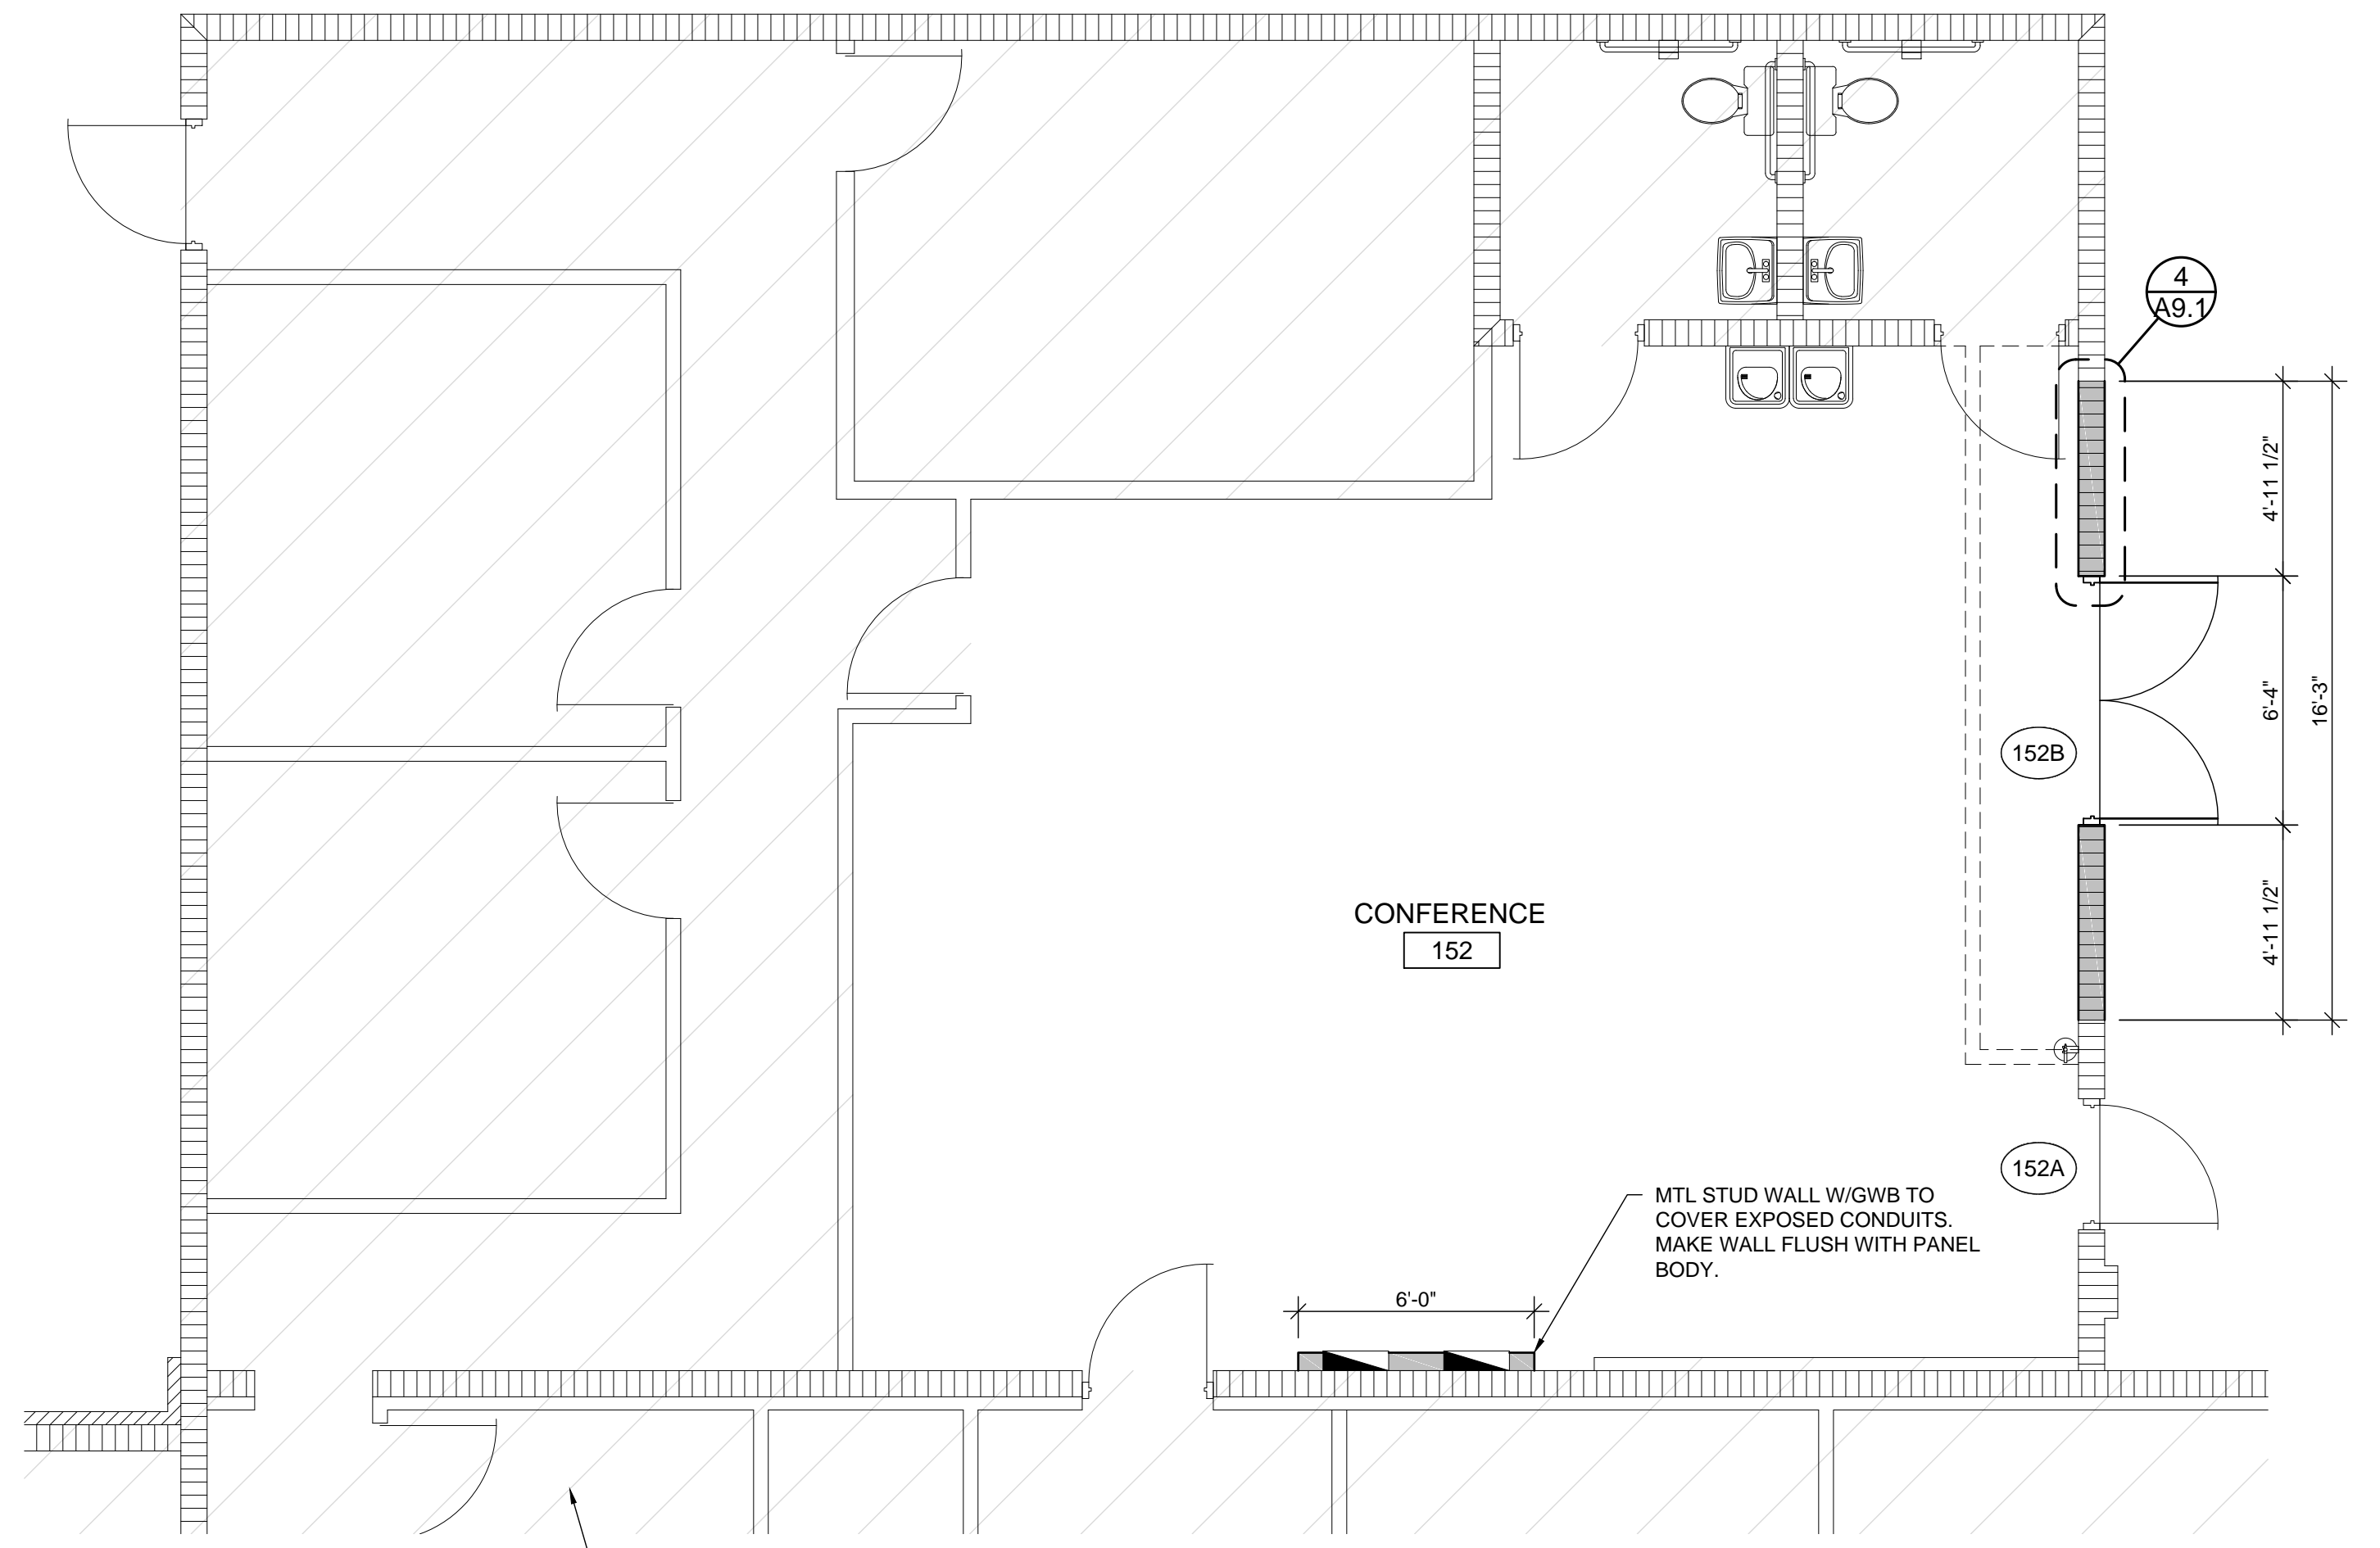 4
A9.1
4'-11 1/2"
6'-4"
16'-3"
152B
4'-11 1/2"
CONFERENCE
152
152A
MTL STUD WALL W/GWB TO
COVER EXPOSED CONDUITS.
MAKE WALL FLUSH WITH PANEL
BODY.
6'-0"